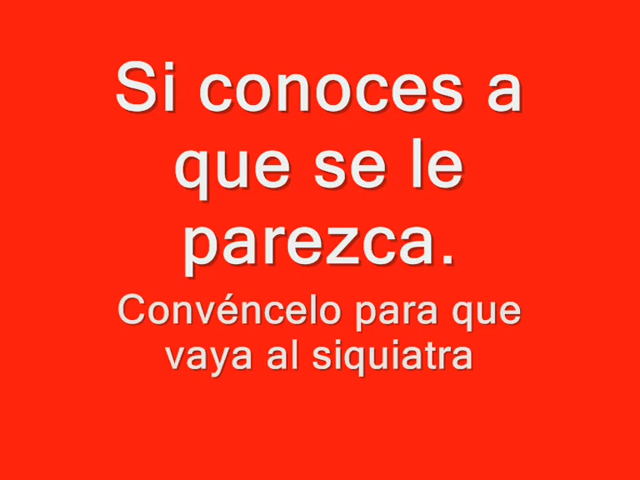 Si conoces a
que se le
parezca.
Convéncelo para que
vaya al siquiatra